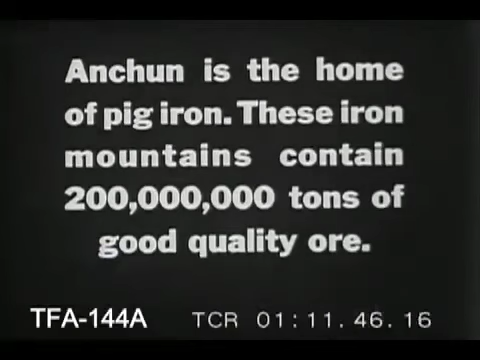 Anchun is the home
of pig iron. These iron
mountains contain
200,000,000 tons of
good quality ore.
TFA-144A TCR 01:11.46.16